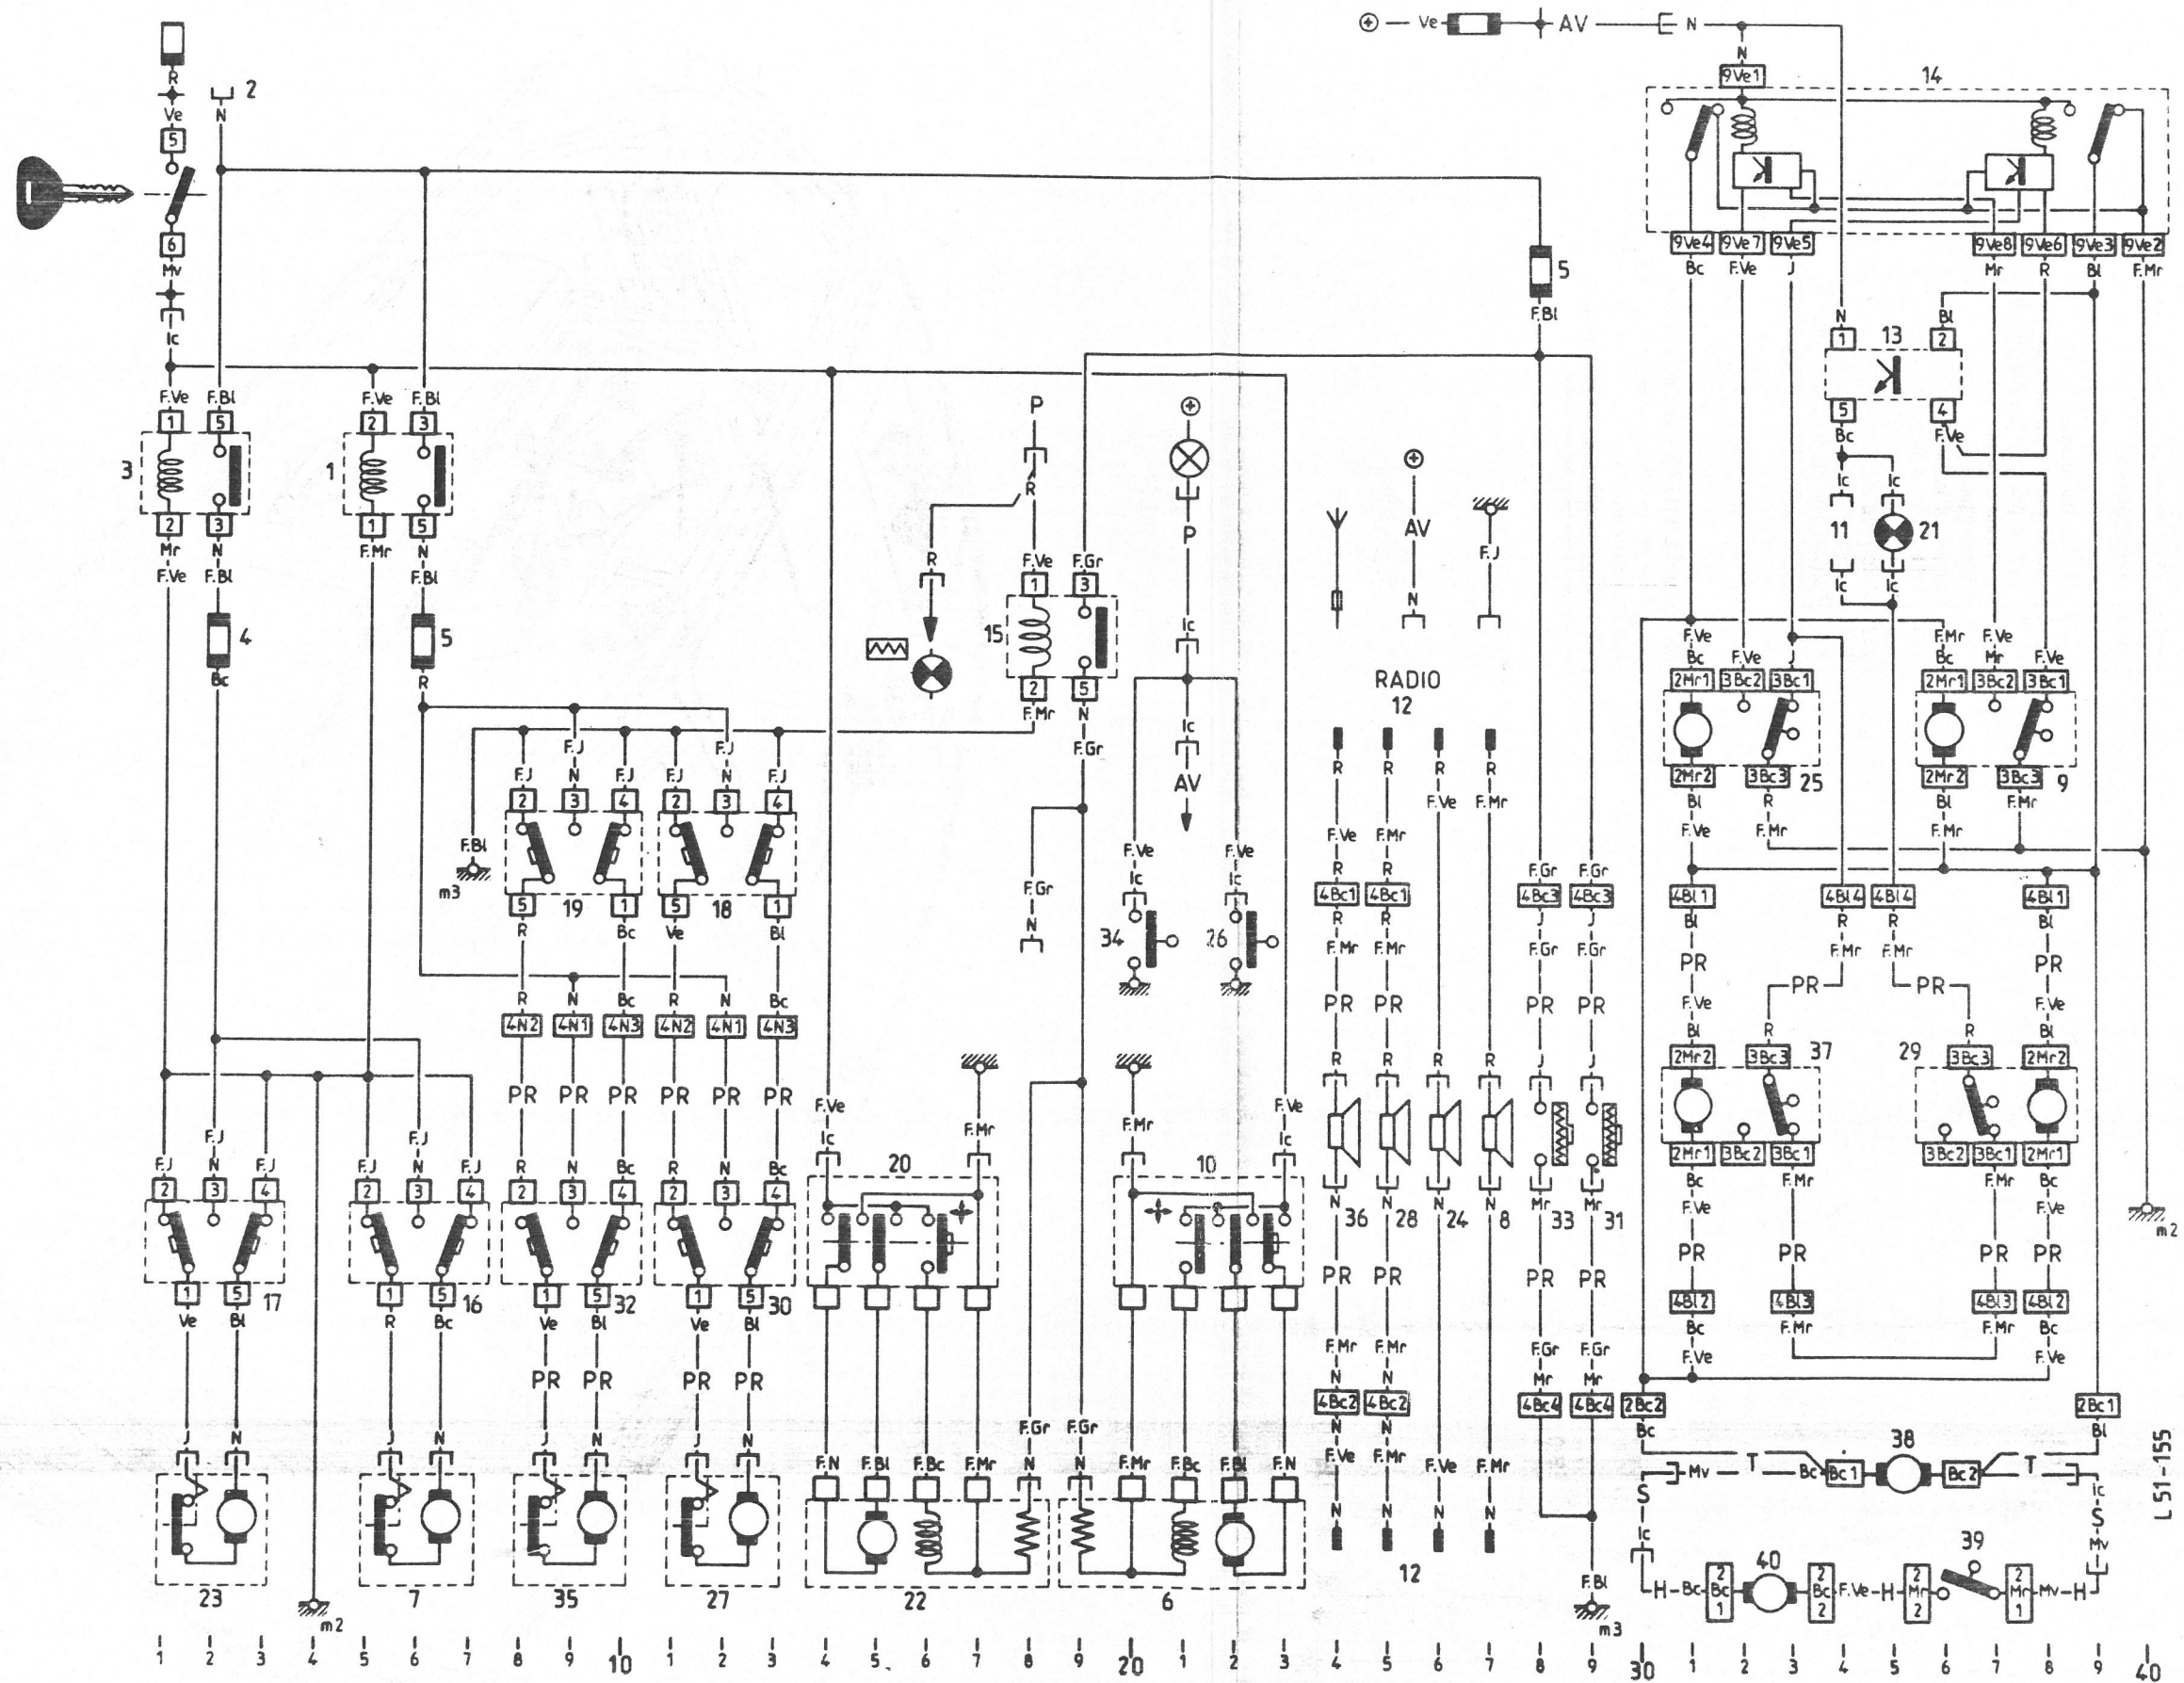 ⊕ Ve AV N
R 2
Ve N N
5 9Ve1 14
6
Mv 9Ve4 9Ve7 9Ve5 9Ve8 9Ve6 9Ve3 9Ve2
Bc F.Ve J Mr R Bl F.Mr
5
F.Bl
Ic N Bl
1 13 2
F.Ve F.Bl F.Ve F.Bl
1 5 2 3 P ⊕ 5 4
Bc F.Ve
3 1 R ⊕ Ic Ic
2 3 1 5 P AV 11 21
Mr N F.Mr N
F.Ve F.Bl F.Bl R F.Ve F.Gr F.J Ic Ic
1 3 N
4 5 15 Ic F.Ve F.Mr F.Ve
Bc F.Ve J Bc Mr F.Ve
Bc R 2 5 RADIO 2Mr1 3Bc2 3Bc1 2Mr1 3Bc2 3Bc1
F.Mr N 12
F.J F.J F.Gr Ic
F.J N F.J F.J N F.J R R R R 2Mr2 3Bc3 25 2Mr2 3Bc3 9
2 3 4 2 3 4 AV F.Ve F.Mr Bl R Bl F.Mr
F.Bl F.Ve F.Mr F.Ve F.Mr F.Mr
m3 F.Ve F.Ve R R F.Gr F.Gr
5 19 1 5 18 1 F.Gr Ic Ic 4Bc1 4Bc1 4Bc3 4Bc3 4Bl1 4Bl4 4Bl4 4Bl1
R Bc Ve Bl N R R J J Bl R R Bl
34 26 F.Mr F.Mr F.Gr F.Gr F.Mr F.Mr
PR PR
R N Bc R N Bc PR PR PR PR PR PR
4N2 4N1 4N3 4N2 4N1 4N3 F.Ve F.Ve
Bl R R Bl
R R R R J J 2Mr2 3Bc3 37 29 3Bc3 2Mr2
PR PR PR PR PR PR
F.Ve F.Mr F.Mr F.Ve
F.J
F.J N F.J F.J N F.J R N Bc R N Bc Ic Ic
2 3 4 2 3 4 2 3 4 2 3 4 20 10 2Mr1 3Bc2 3Bc1 3Bc2 3Bc1 2Mr1
N N N N Mr Mr Bc F.Mr F.Mr Bc
36 28 24 8 33 31 F.Ve F.Ve
m2
PR PR PR PR PR PR PR PR
1 5 17 1 5 16 1 5 32 1 5 30 4Bl2 4Bl3 4Bl3 4Bl2
Ve Bl R Bc Ve Bl Ve Bl Bc F.Mr F.Mr Bc
F.Mr F.Mr F.Gr F.Gr F.Ve F.Ve
PR PR PR PR N N Mr Mr
4Bc2 4Bc2 4Bc4 4Bc4 2Bc2 2Bc1
F.Gr F.Gr N N Bc Bl
J N J N J N J N F.Ve F.Mr 38
F.N F.Bl F.Bc F.Mr N N F.Mr F.Bc F.Bl F.N F.Ve F.Mr Mv T Bc Bc1 Bc2 T
S Ic
N N N N S
Ic 39 Mv
40
12 F.Bl H Bc 2Bc1 2Bc2 F.Ve H 2Mr2 2Mr1 Mv H
23 7 35 27 22 6
m2 m3
1 2 3 4 5 6 7 8 9 10 1 2 3 4 5 6 7 8 9 20 1 2 3 4 5 6 7 8 9 30 1 2 3 4 5 6 7 8 9 40
L51-155